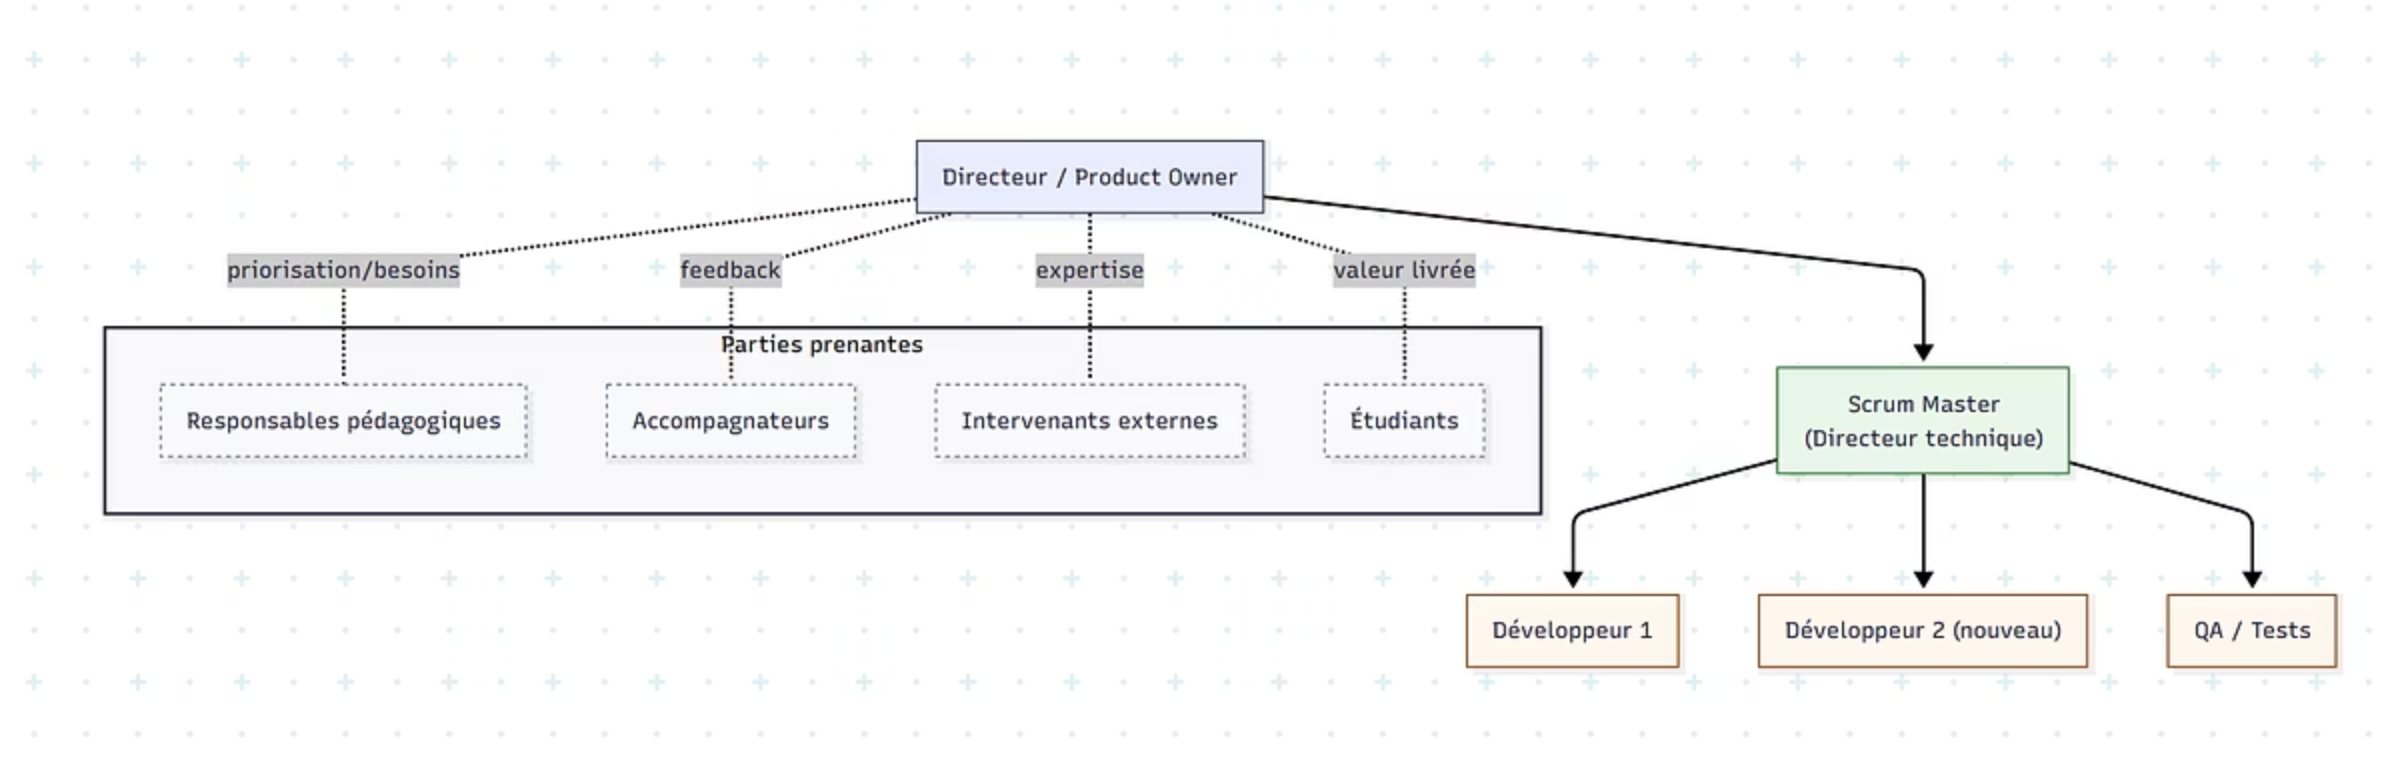 Directeur / Product Owner
priorisation/besoins
feedback
expertise
valeur livrée
Parties prenantes
Responsables pédagogiques
Accompagnateurs
Intervenants externes
Étudiants
Scrum Master
(Directeur technique)
Développeur 1
Développeur 2 (nouveau)
QA / Tests